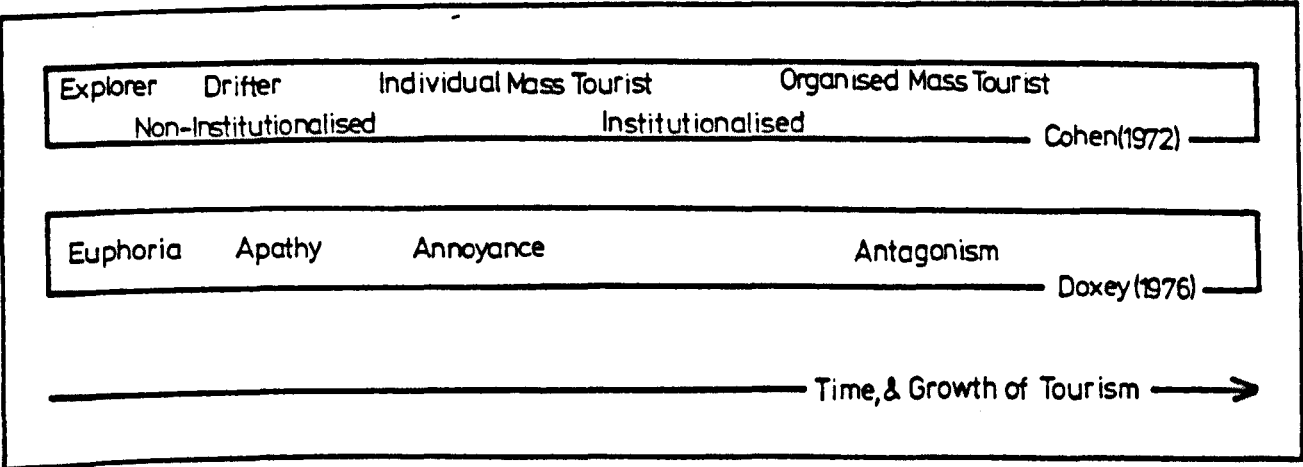 Explorer Drifter Individual Mass Tourist Organised Mass Tourist
Non-Institutionalised Institutionalised
Cohen(1972)
Euphoria Apathy Annoyance Antagonism
Doxey(1976)
Time,& Growth of Tourism